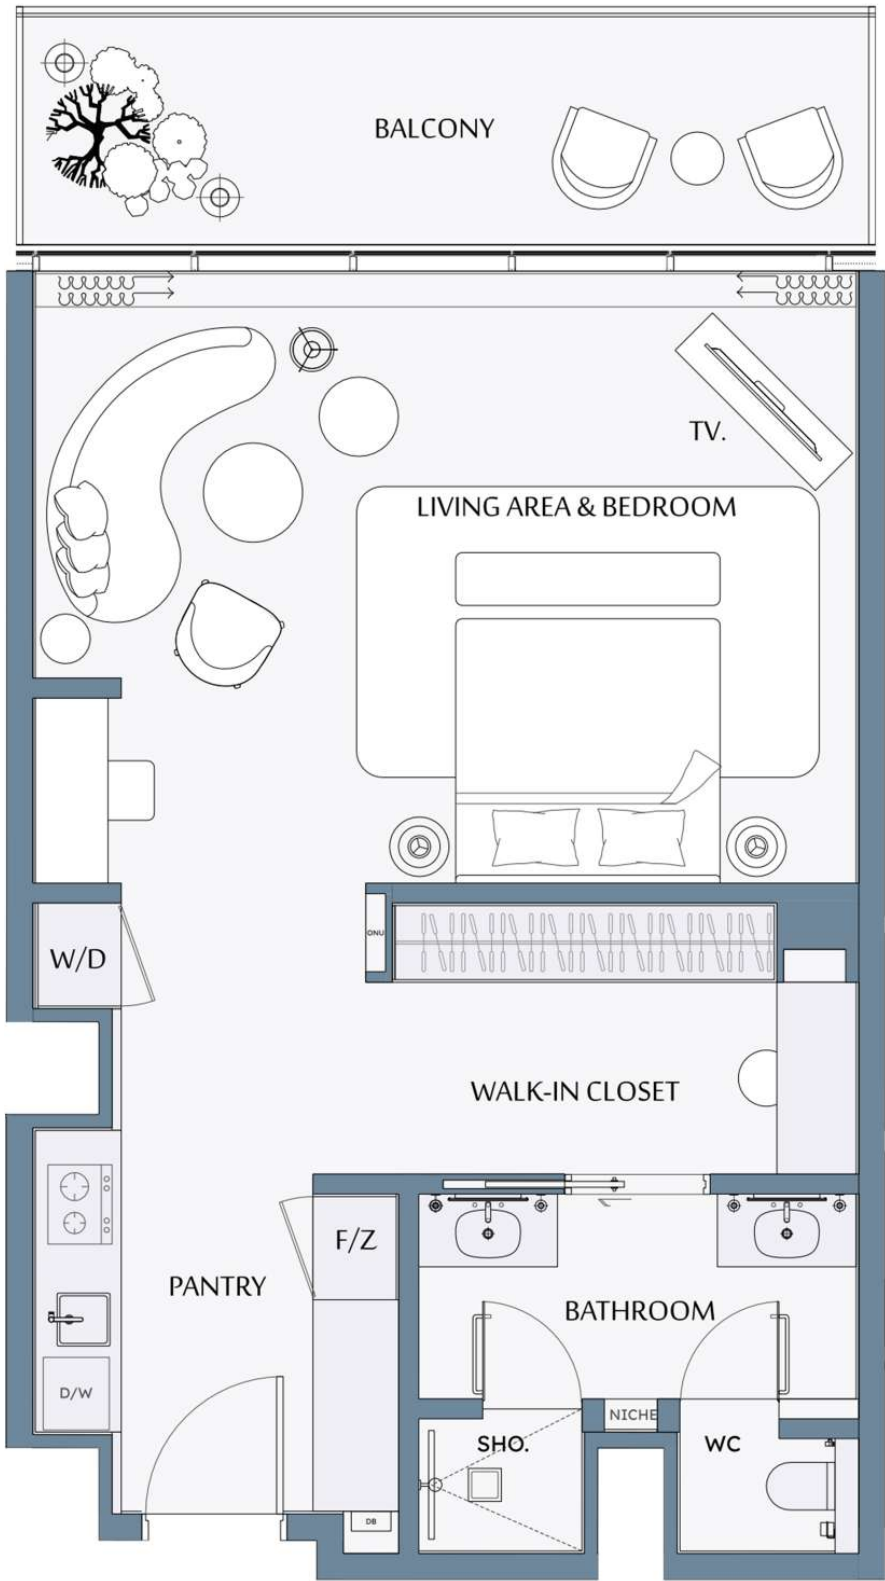 BALCONY
TV.
LIVING AREA & BEDROOM
ONU
W/D
WALK-IN CLOSET
F/Z
PANTRY
BATHROOM
D/W
NICHE
SHO.
WC
DB